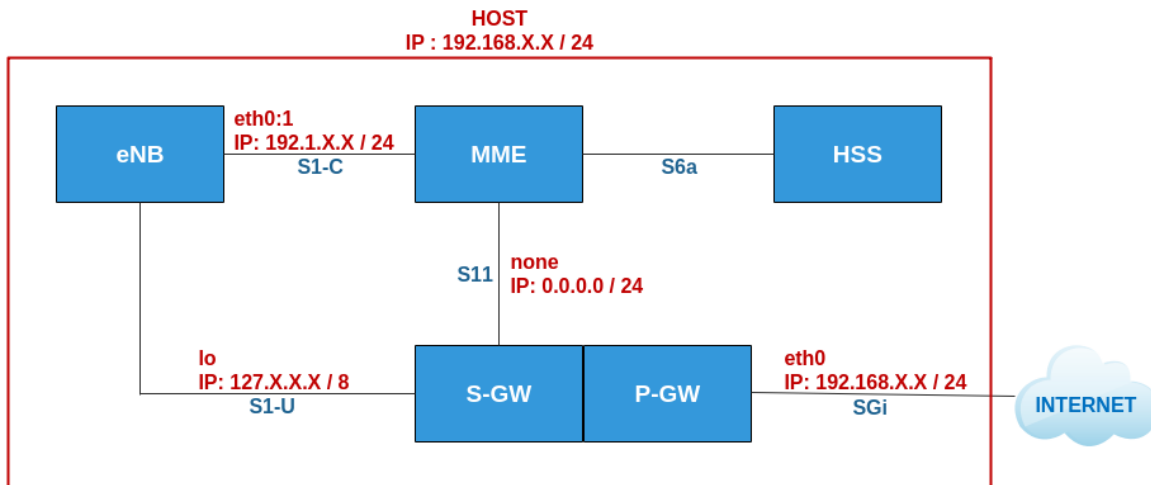 HOST
IP : 192.168.X.X / 24
eNB
eth0:1
IP: 192.1.X.X / 24
S1-C
MME
S6a
HSS
S11
none
IP: 0.0.0.0 / 24
lo
IP: 127.X.X.X / 8
S1-U
S-GW
P-GW
eth0
IP: 192.168.X.X / 24
SGi
INTERNET